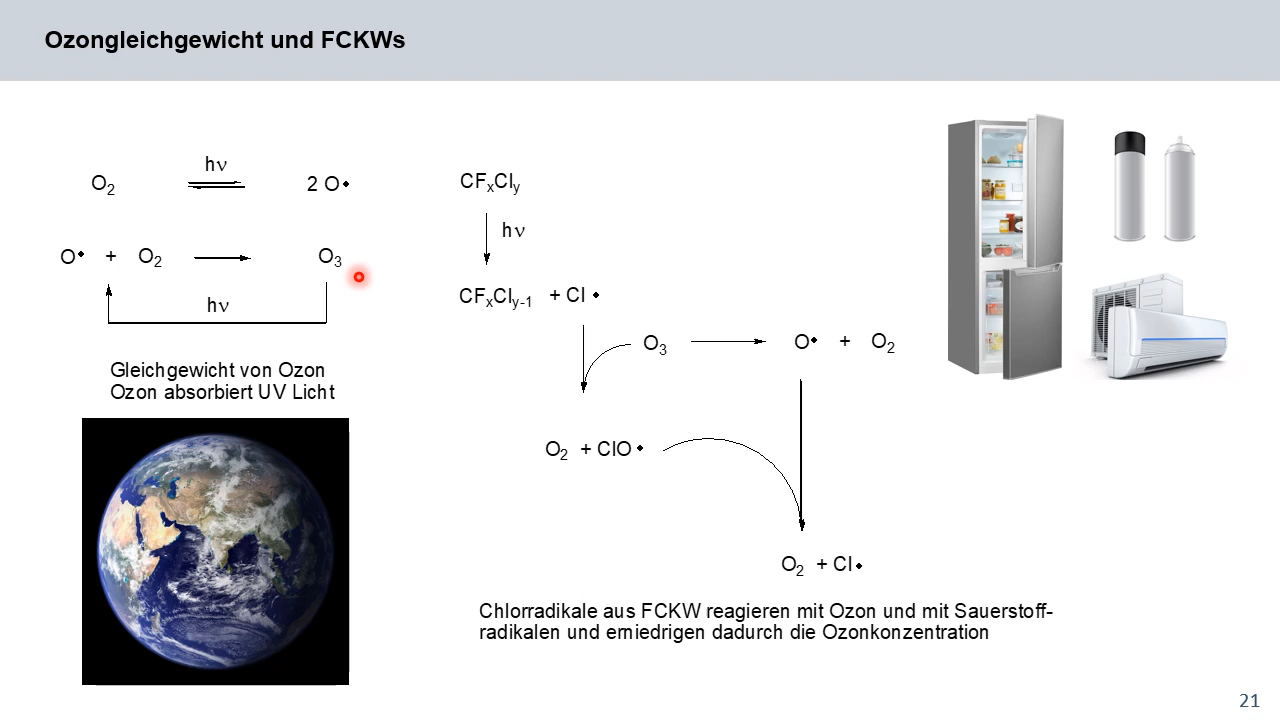 Ozongleichgewicht und FCKWs
O₂ hν 2 O•
O• + O₂ O₃
hν
Gleichgewicht von Ozon
Ozon absorbiert UV Licht
CFₓClᵧ
hν
CFₓClᵧ₋₁ + Cl •
O₃ O• + O₂
O₂ + ClO •
O₂ + Cl•
Chlorradikale aus FCKW reagieren mit Ozon und mit Sauerstoff-
radikalen und erniedrigen dadurch die Ozonkonzentration
21